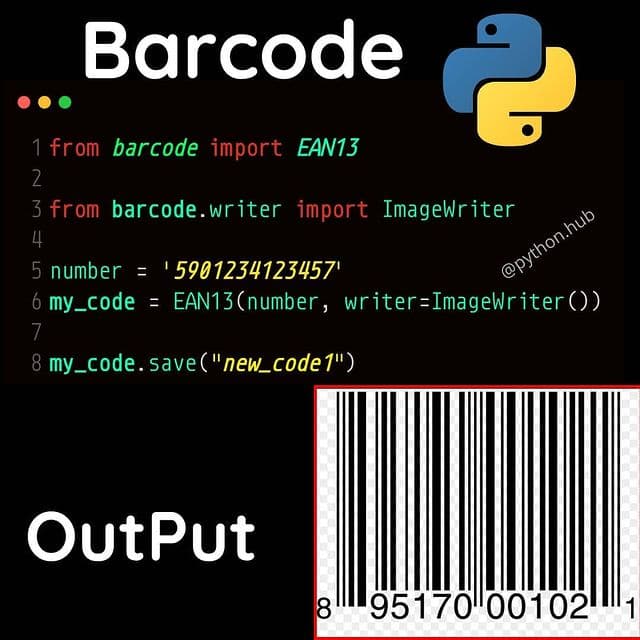 Barcode
1 from barcode import EAN13
2
3 from barcode.writer import ImageWriter
4
@python.hub
5 number = '5901234123457'
6 my_code = EAN13(number, writer=ImageWriter())
7
8 my_code.save("new_code1")
OutPut
8 95170 00102 1